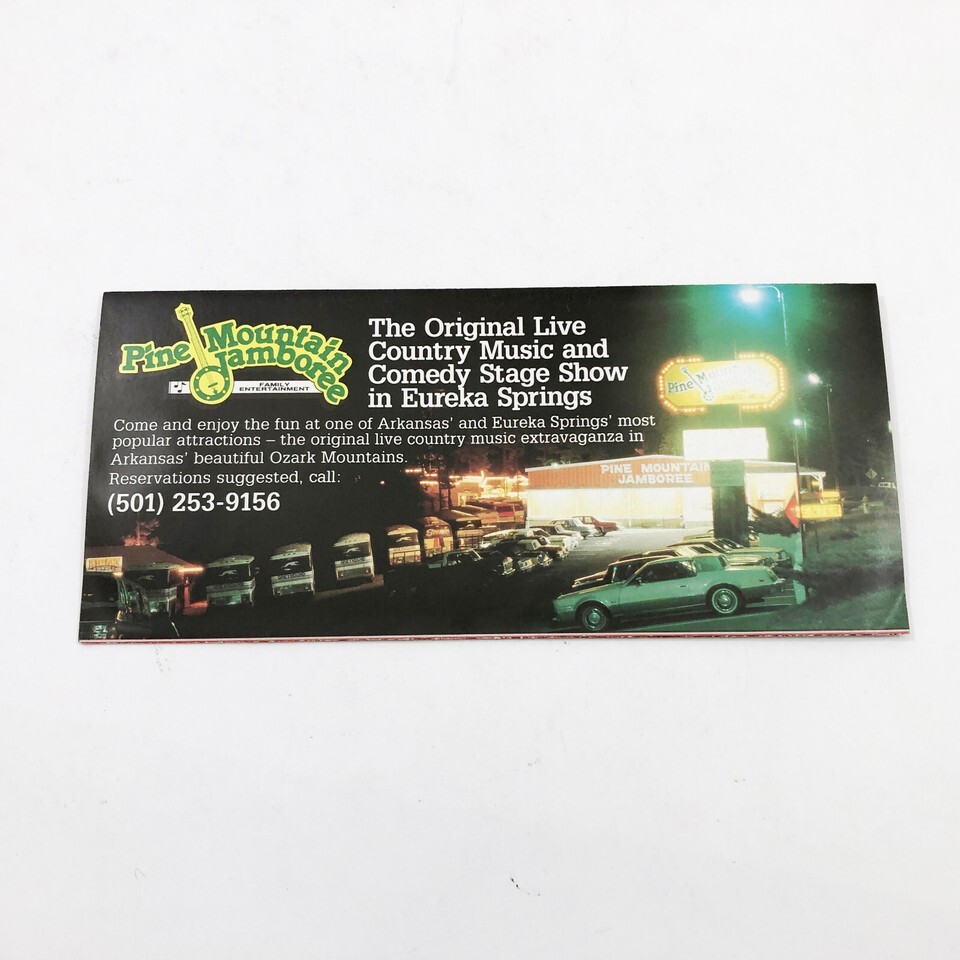 Pine Mountain
Jamboree
FAMILY
ENTERTAINMENT
The Original Live
Country Music and
Comedy Stage Show
in Eureka Springs
Come and enjoy the fun at one of Arkansas' and Eureka Springs' most
popular attractions – the original live country music extravaganza in
Arkansas' beautiful Ozark Mountains.
Reservations suggested, call:
(501) 253-9156
Pine Mountain
PINE MOUNTAIN
JAMBOREE